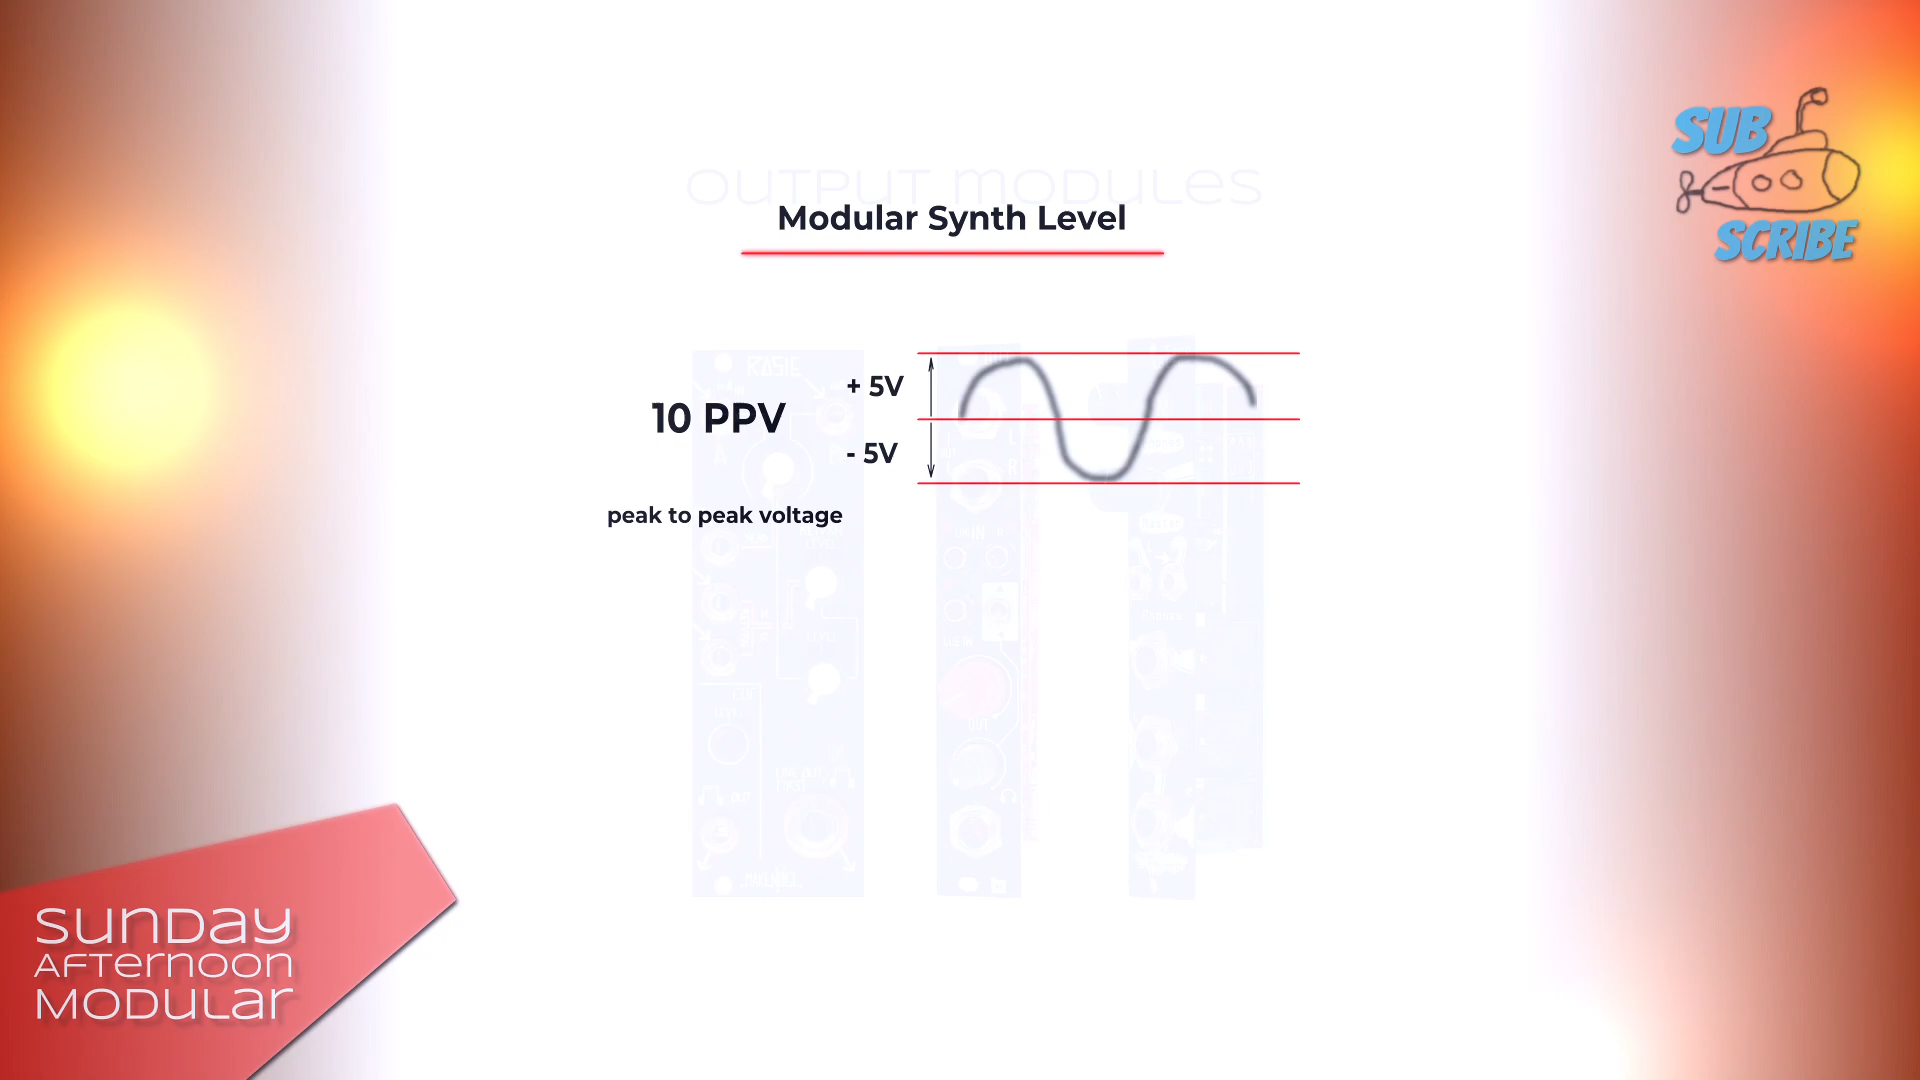 OUTPUT MODULES
Modular Synth Level
+ 5V
10 PPV
- 5V
peak to peak voltage
SUB
SCRIBE
SUNDAY
AFTERNOON
MODULAR